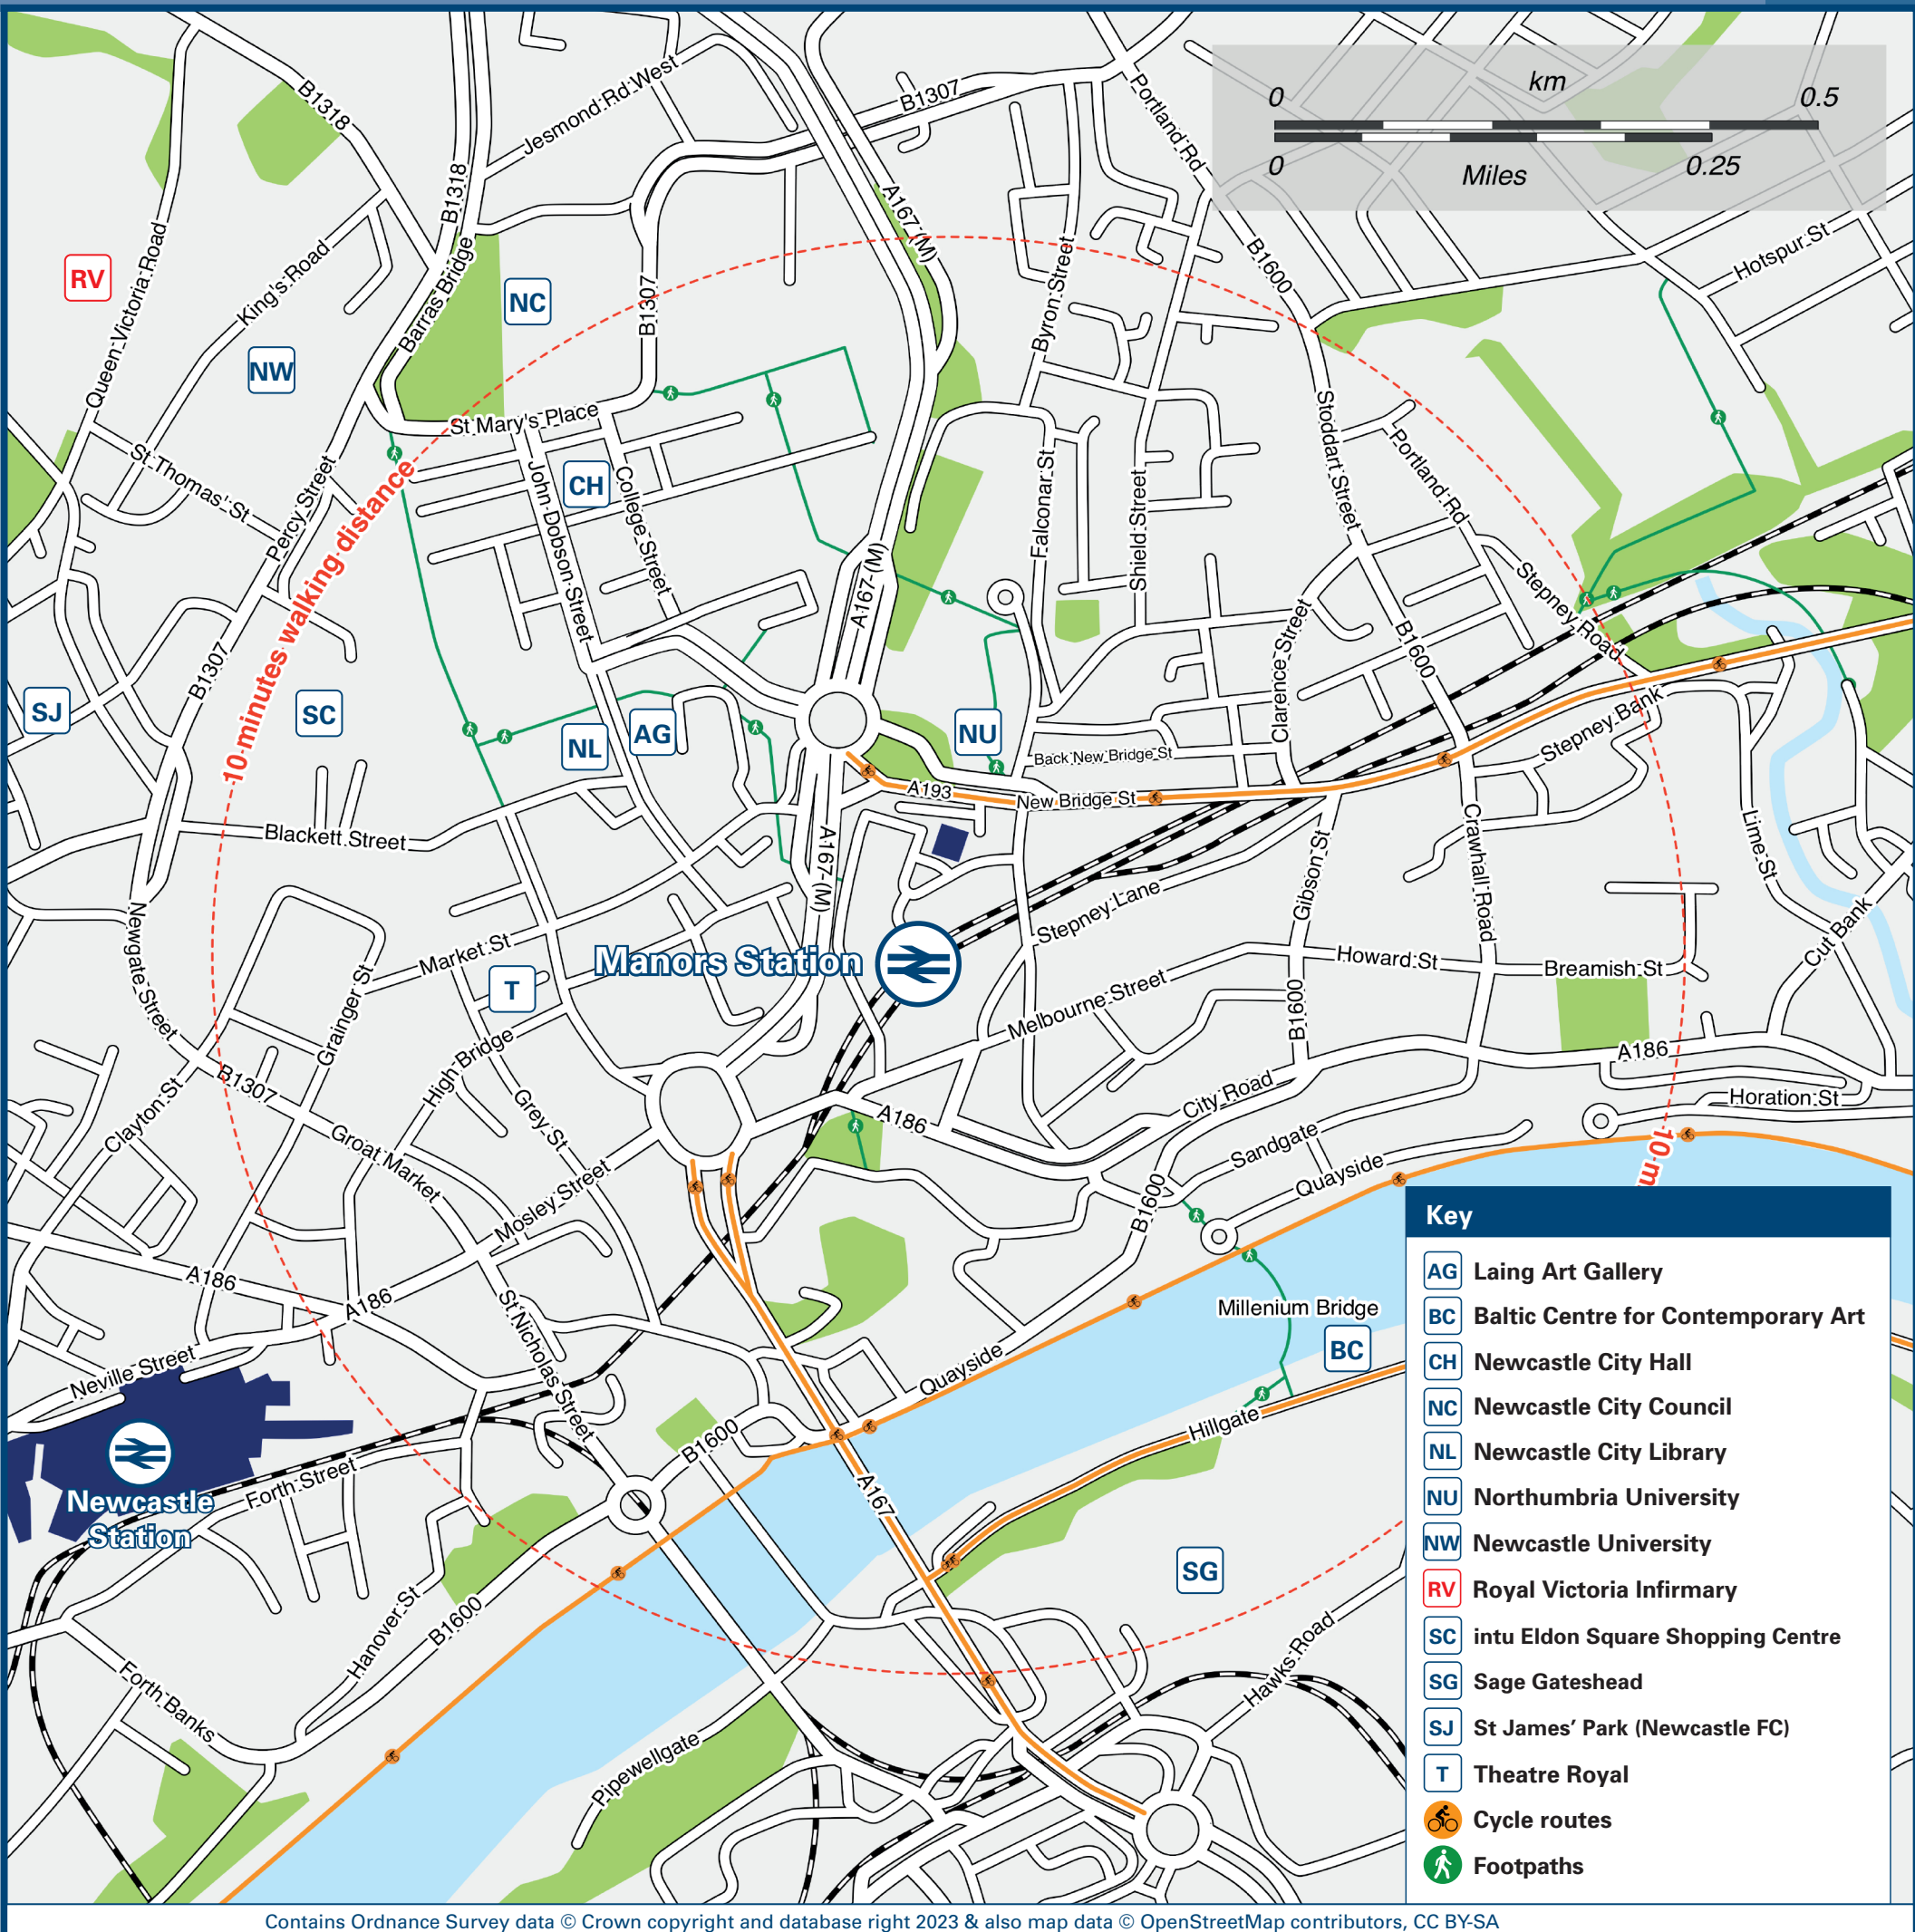 km
0
0.5
0
0.25
Miles
B1318
Jesmond Rd West
B1307
Portland Rd
B1318
A167 (M)
Hotspur St
Queen Victoria Road
King's Road
Barras Bridge
B1307
Byron Street
B1600
RV
NC
NW
St Mary's Place
St Thomas' St
Percy Street
John Dobson Street
CH
College Street
Falconar St
Shield Street
Stoddart Street
Portland Rd
10 minutes walking distance
A167 (M)
Stepney Road
B1307
Clarence Street
B1600
SJ
SC
NL
AG
NU
Back New Bridge St
Stepney Bank
A193
New Bridge St
Blackett Street
A167 (M)
Gibson St
Crawhall Road
Lime St
Newgate Street
Market St
Stepney Lane
Cut Bank
Manors Station
Howard St
Breamish St
T
Grainger St
Melbourne Street
B1600
High Bridge
A186
B1307
Clayton St
Grey St
A186
City Road
Horation St
Groat Market
Sandgate
10 m
Mosley Street
Quayside
B1600
A186
A186
St Nicholas Street
Millenium Bridge
BC
Neville Street
Quayside
Hillgate
B1600
A167
Newcastle
Station
Forth Street
SG
Hanover St
B1600
Hawks Road
Forth Banks
Pipewellgate
Key
AG Laing Art Gallery
BC Baltic Centre for Contemporary Art
CH Newcastle City Hall
NC Newcastle City Council
NL Newcastle City Library
NU Northumbria University
NW Newcastle University
RV Royal Victoria Infirmary
SC intu Eldon Square Shopping Centre
SG Sage Gateshead
SJ St James' Park (Newcastle FC)
T Theatre Royal
Cycle routes
Footpaths
Contains Ordnance Survey data © Crown copyright and database right 2023 & also map data © OpenStreetMap contributors, CC BY-SA